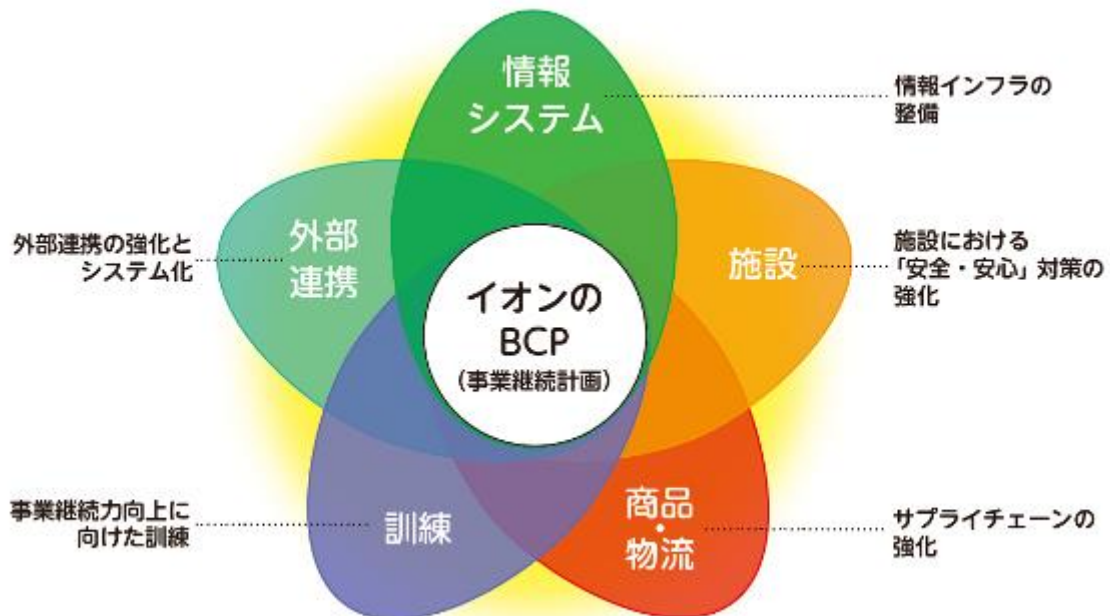 情報
システム
情報インフラの
整備
外部連携の強化と
システム化
外部
連携
施設
施設における
「安全・安心」対策の
強化
イオンの
BCP
(事業継続計画)
事業継続力向上に
向けた訓練
訓練
商品
・
物流
サプライチェーンの
強化